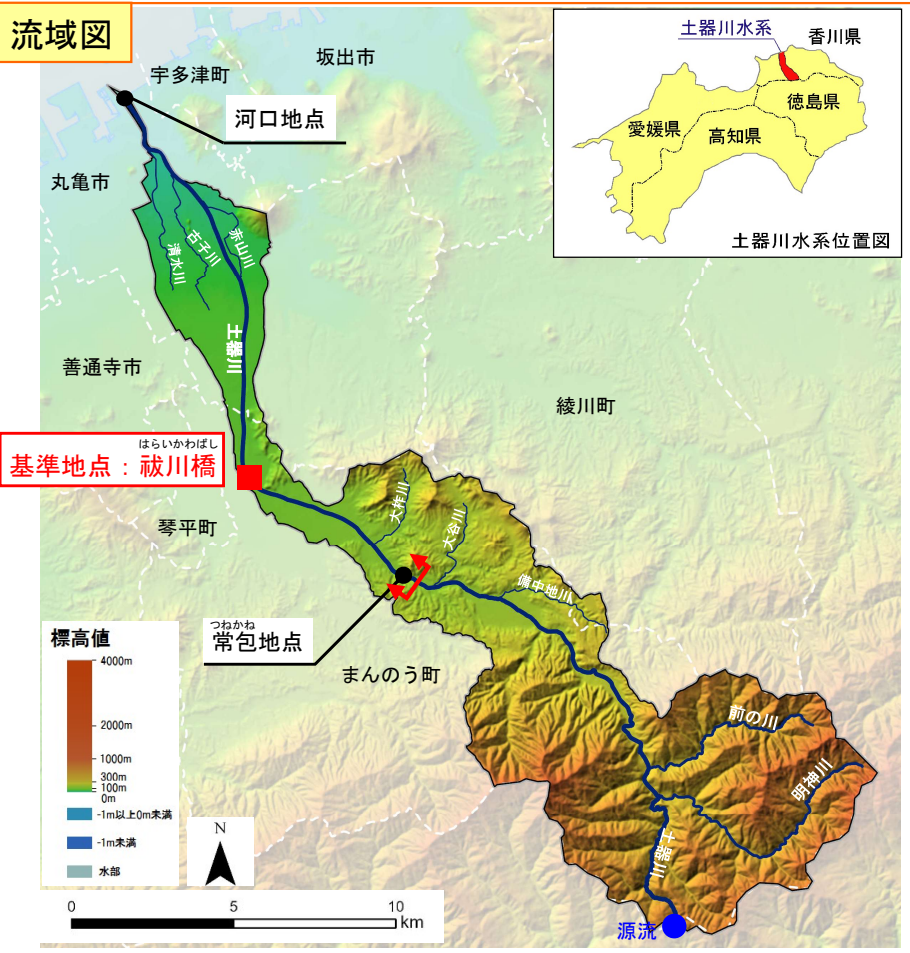 流域図
土器川水系
香川県
徳島県
愛媛県
高知県
土器川水系位置図
坂出市
宇多津町
河口地点
丸亀市
赤山川
古子川
清水川
土器川
善通寺市
綾川町
はらいかわばし
基準地点：祓川橋
琴平町
大柞川
大谷川
備中地川
つねかね
常包地点
まんのう町
標高値
4000m
2000m
1000m
300m
100m
0m
-1m以上0m未満
-1m未満
水部
N
前の川
明神川
土器川
源流
0 5 10
km